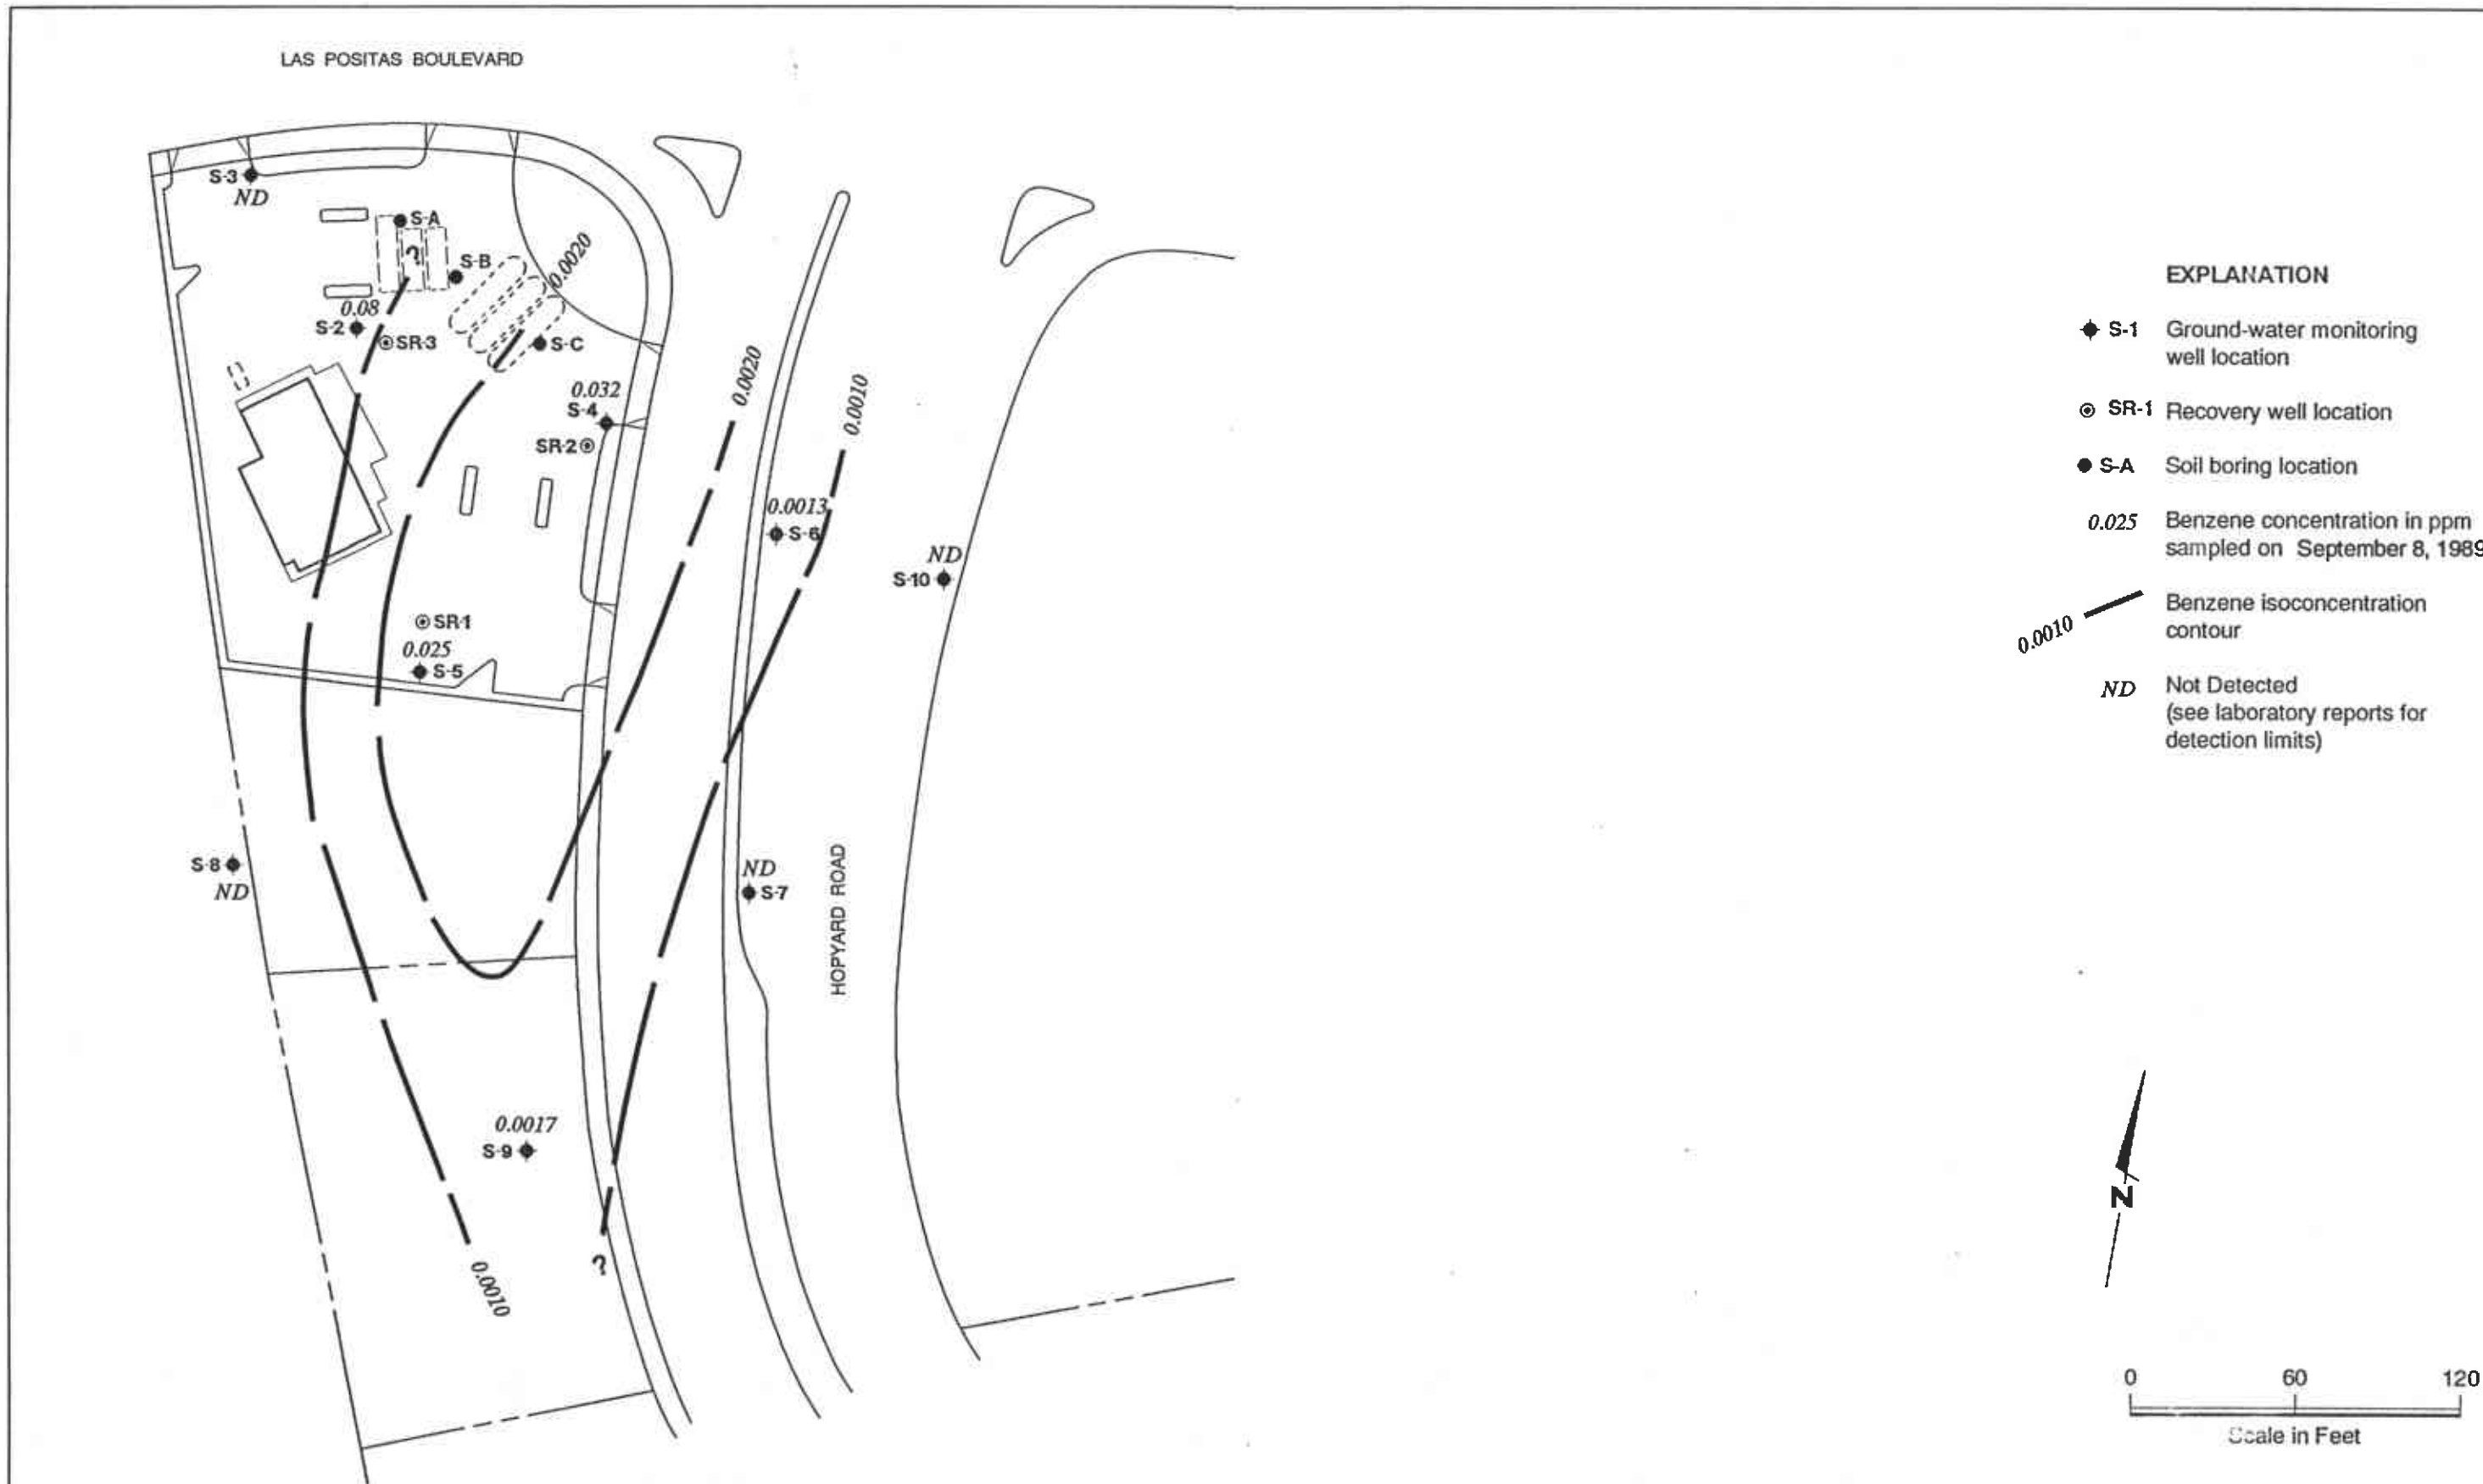 LAS POSITAS BOULEVARD
S-3
ND
S-A
?
S-B
0.0020
0.08
S-2
SR-3
S-C
0.032
S-4
SR-2
0.0020
0.0010
0.0013
S-6
ND
S-10
SR-1
0.025
S-5
S-8
ND
ND
S-7
HOPYARD ROAD
0.0017
S-9
?
0.0010
EXPLANATION
S-1 Ground-water monitoring
well location
SR-1 Recovery well location
S-A Soil boring location
0.025 Benzene concentration in ppm
sampled on September 8, 1989
0.0010 Benzene isoconcentration
contour
ND Not Detected
(see laboratory reports for
detection limits)
N
0 60 120
Scale in Feet